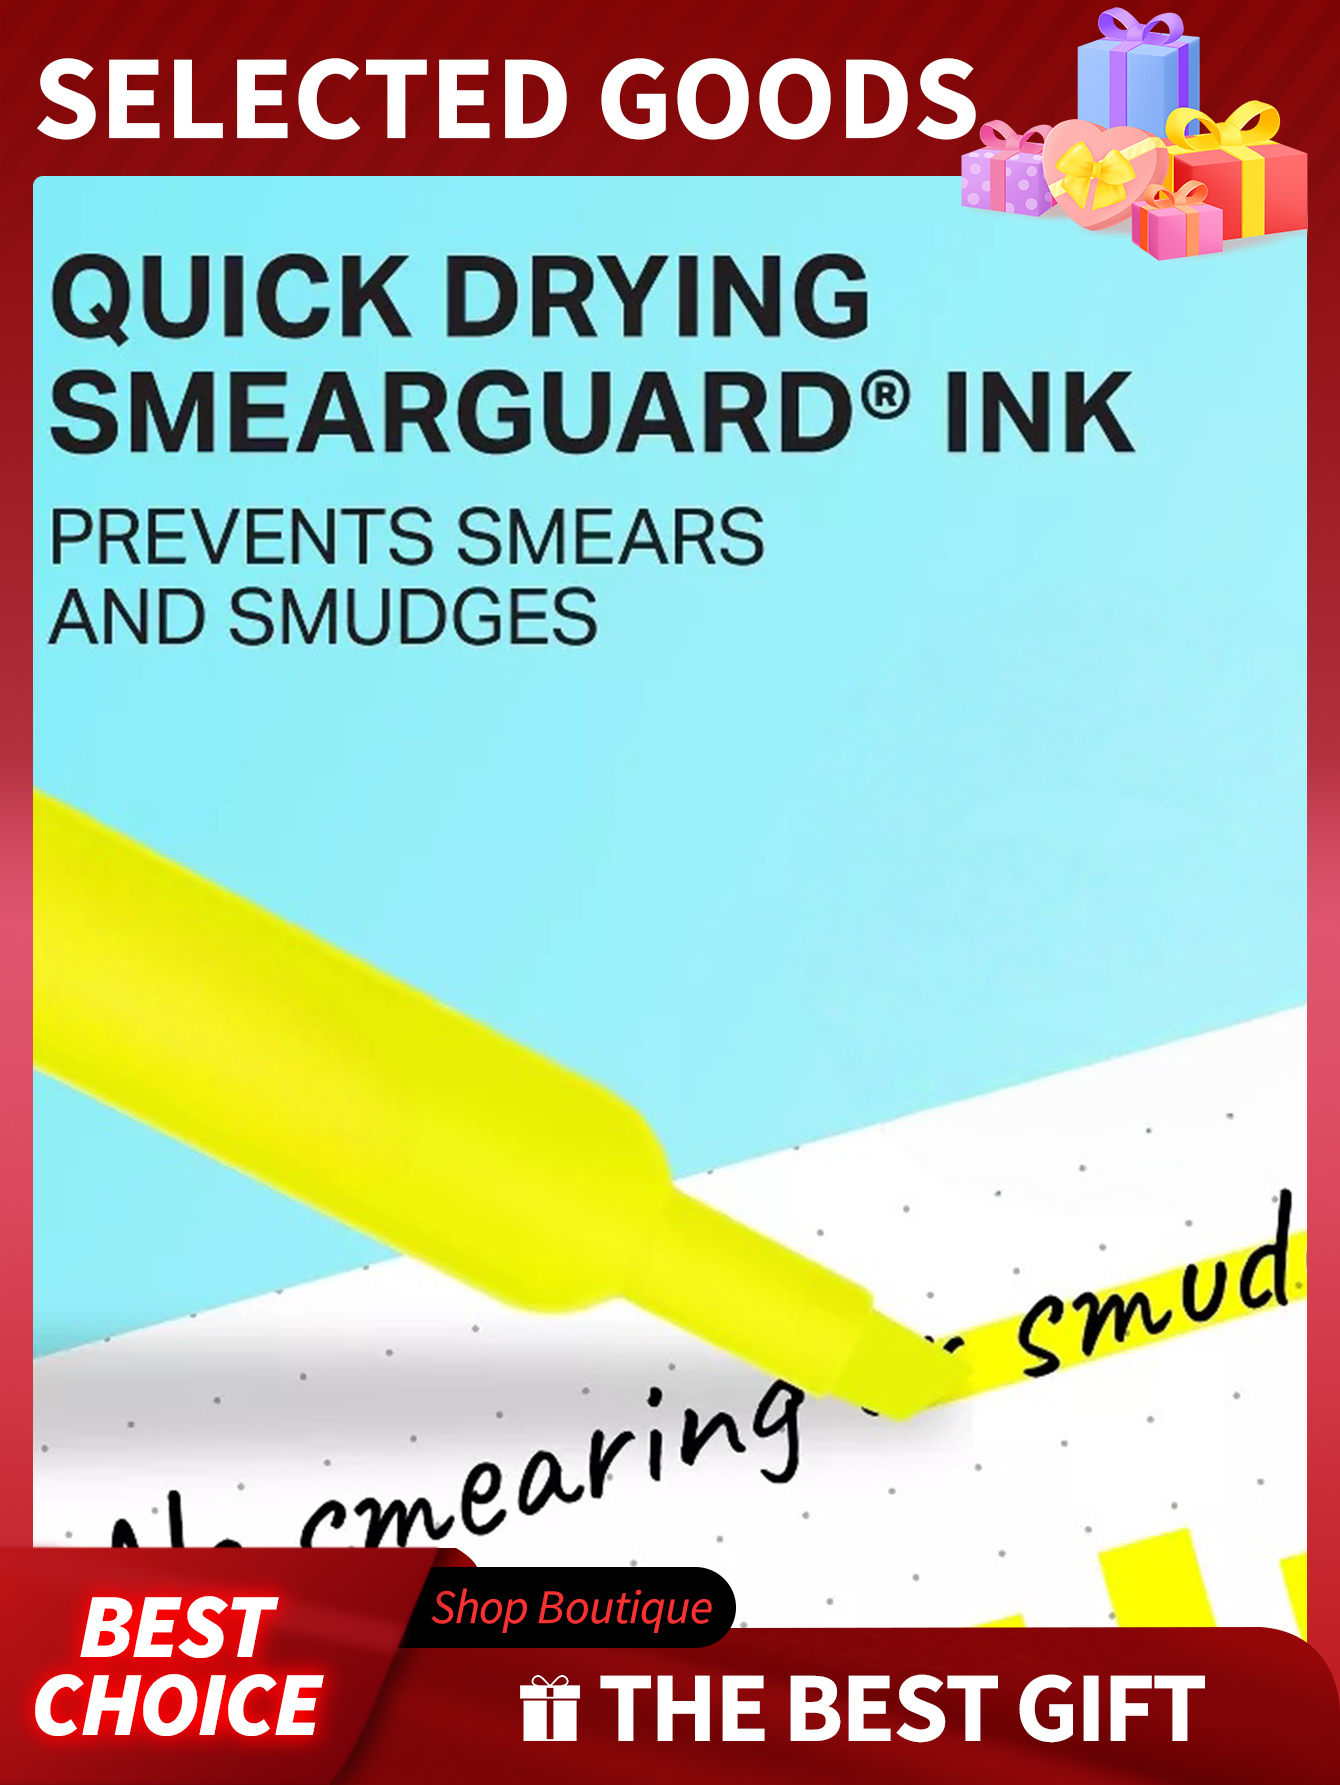 SELECTED GOODS
QUICK DRYING
SMEARGUARD® INK
PREVENTS SMEARS
AND SMUDGES
No smearing smud
BEST
CHOICE
Shop Boutique
THE BEST GIFT